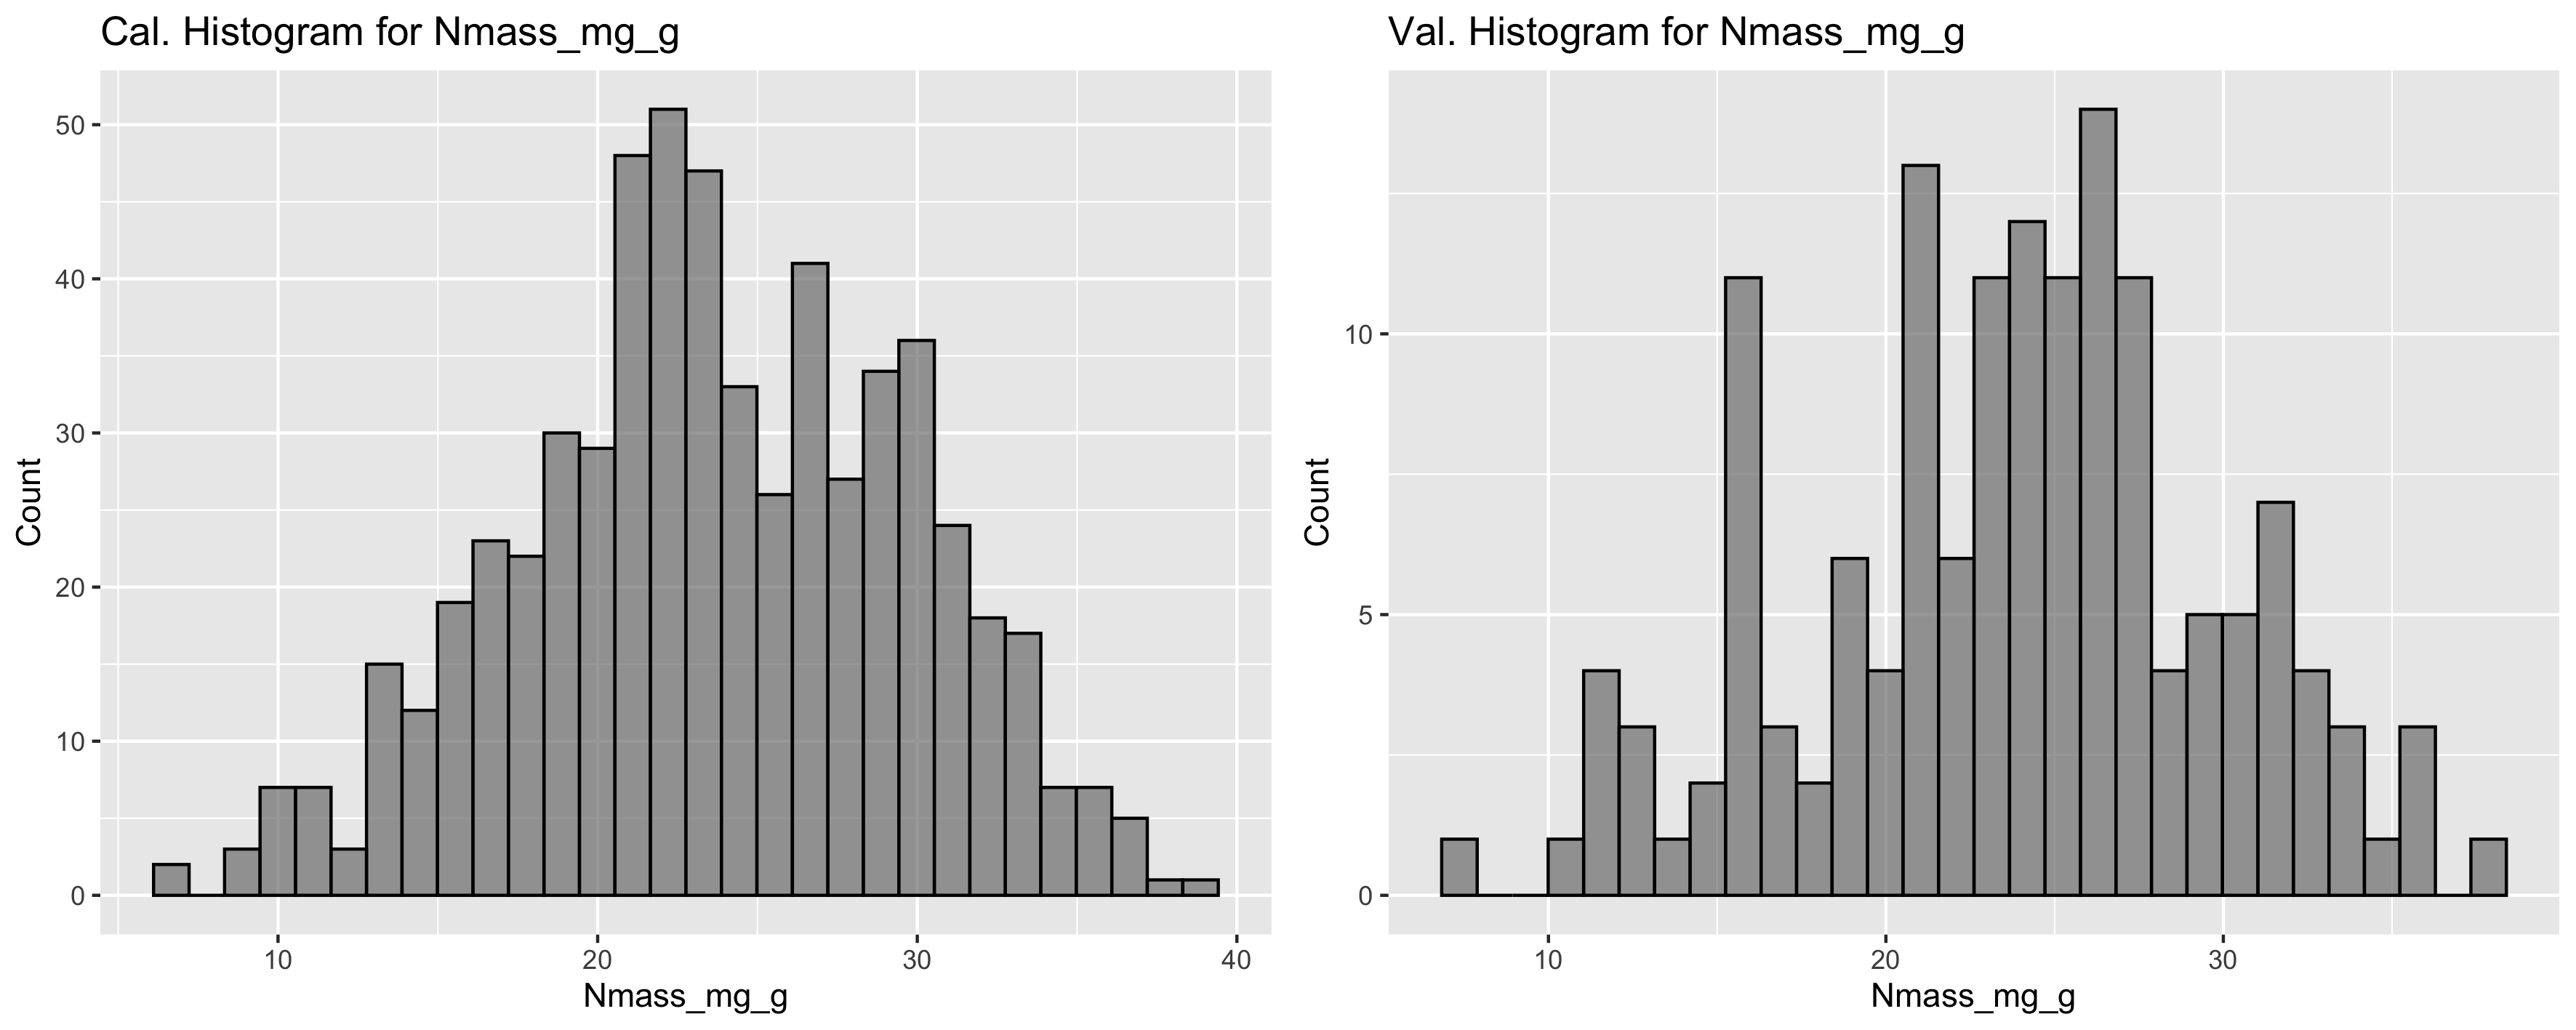 Cal. Histogram for Nmass_mg_g
50
40
30
20
10
0
Count
10 20 30 40
Nmass_mg_g
Val. Histogram for Nmass_mg_g
10
5
0
Count
10 20 30
Nmass_mg_g